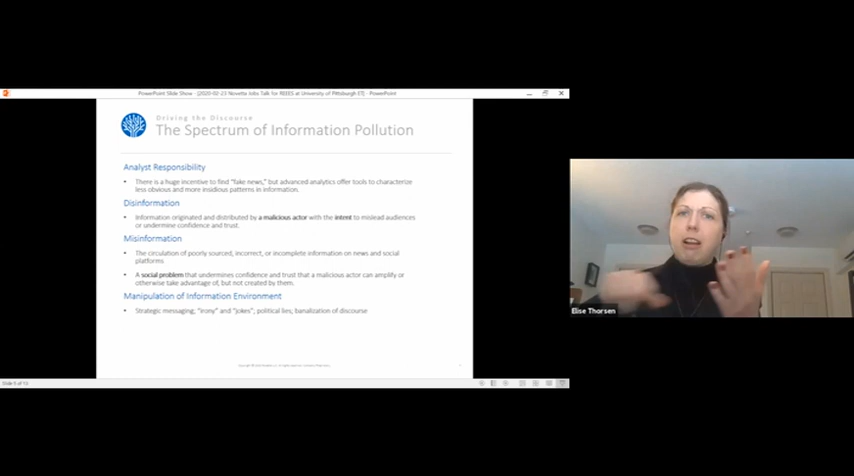 PowerPoint Slide Show - [2020-02-23 Novetta Jobs Talk for REEES at University of Pittsburgh ET] - PowerPoint
Driving the Discourse
The Spectrum of Information Pollution
Analyst Responsibility
• There is a huge incentive to find "fake news," but advanced analytics offer tools to characterize
less obvious and more insidious patterns in information.
Disinformation
• Information originated and distributed by a malicious actor with the intent to mislead audiences
or undermine confidence and trust.
Misinformation
• The circulation of poorly sourced, incorrect, or incomplete information on news and social
platforms
• A social problem that undermines confidence and trust that a malicious actor can amplify or
otherwise take advantage of, but not created by them.
Manipulation of Information Environment
• Strategic messaging; "irony" and "jokes"; political lies; banalization of discourse
Elise Thorsen